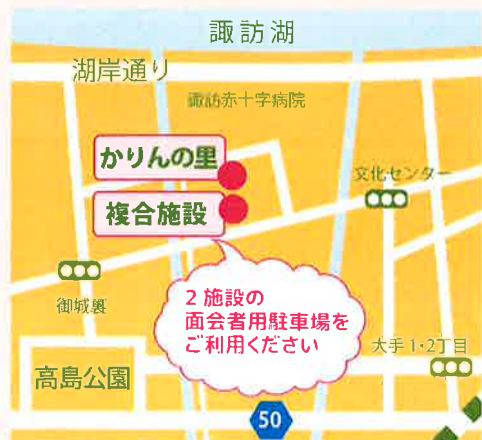 諏訪湖
湖岸通り
諏訪赤十字病院
かりんの里
文化センター
複合施設
御城裏
2施設の
面会者用駐車場を
ご利用ください
大手1・2丁目
高島公園
50